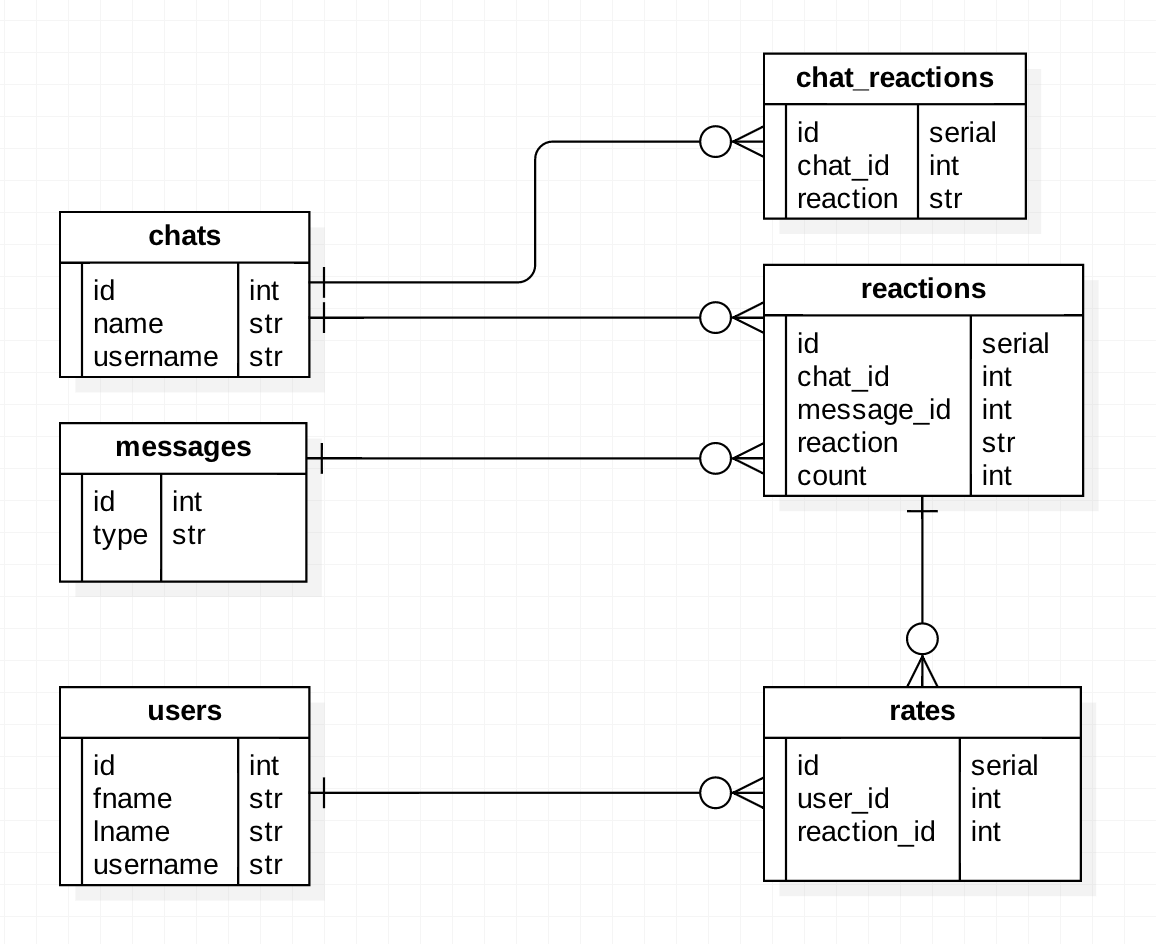 chat_reactions
id serial
chat_id int
reaction str
chats
id int
name str
username str
reactions
id serial
chat_id int
message_id int
reaction str
count int
messages
id int
type str
users
id int
fname str
lname str
username str
rates
id serial
user_id int
reaction_id int